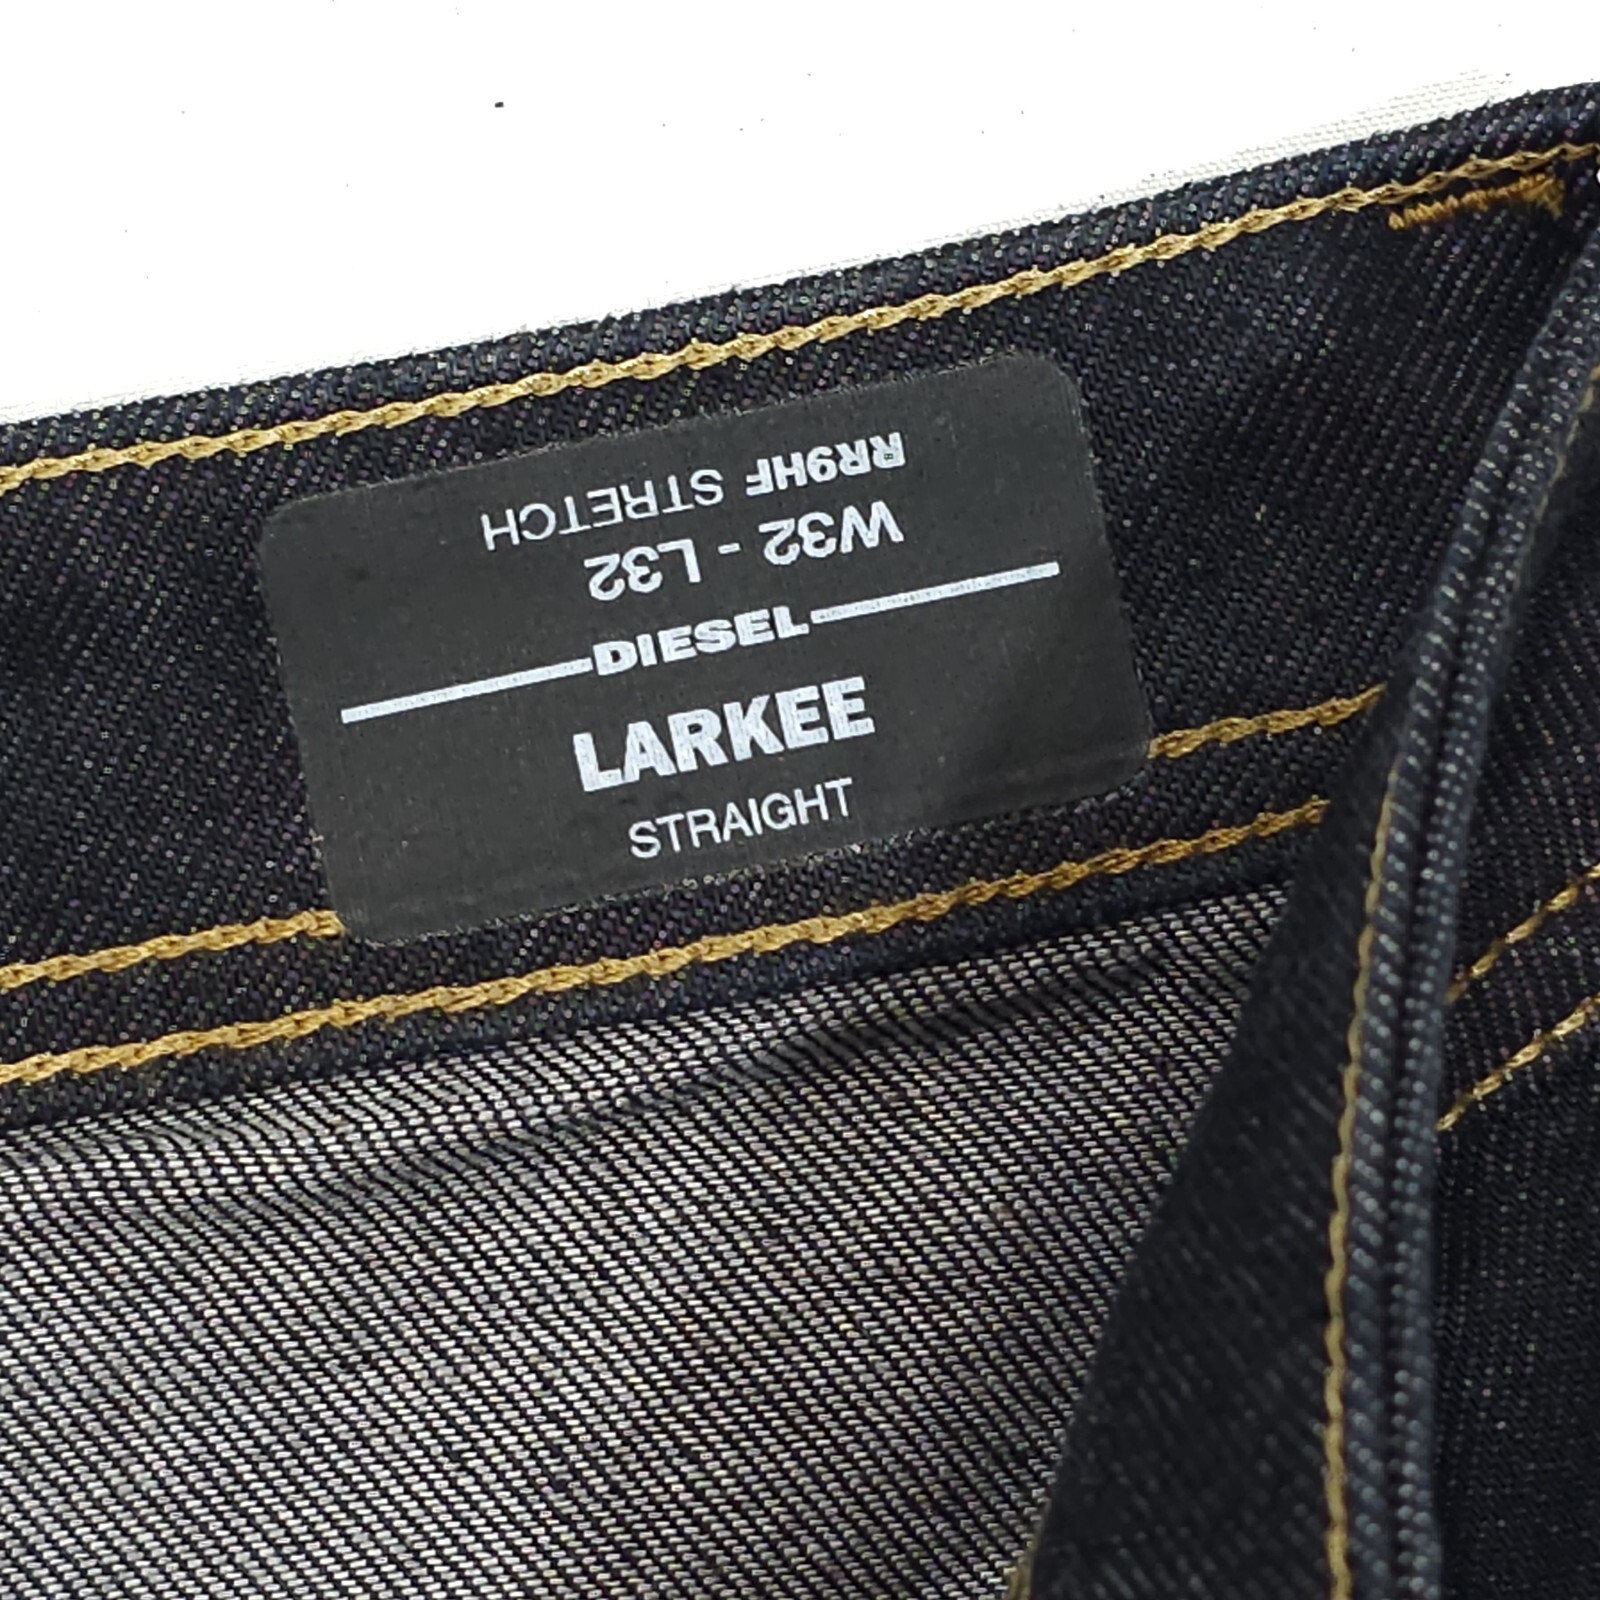 DIESEL
LARKEE
STRAIGHT
W32 - L32
RR9HF STRETCH